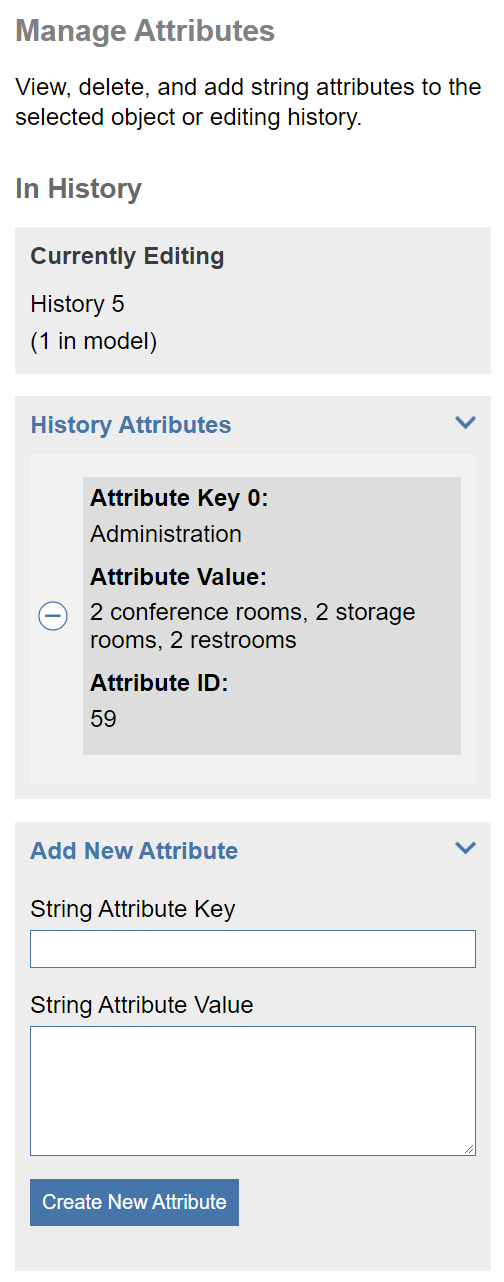 Manage Attributes
View, delete, and add string attributes to the
selected object or editing history.
In History
Currently Editing
History 5
(1 in model)
History Attributes
Attribute Key 0:
Administration
Attribute Value:
2 conference rooms, 2 storage
rooms, 2 restrooms
Attribute ID:
59
Add New Attribute
String Attribute Key
String Attribute Value
Create New Attribute